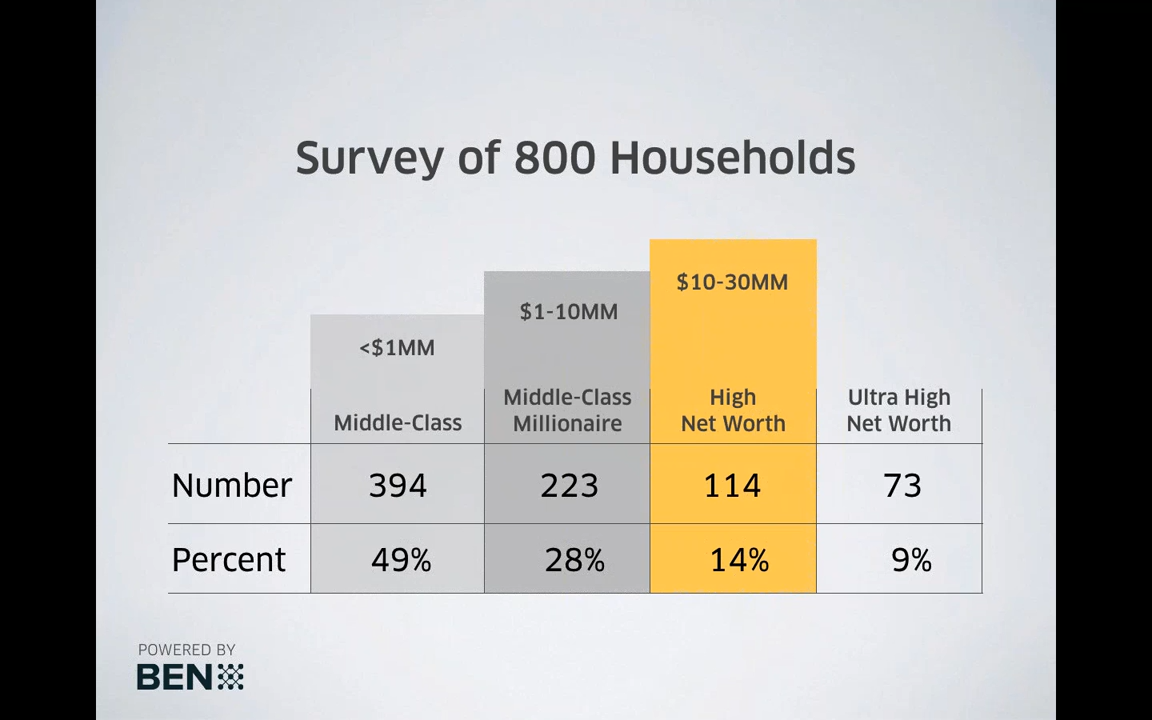 Survey of 800 Households
$10-30MM
$1-10MM
<$1MM
Middle-Class
Middle-Class
Millionaire
High
Net Worth
Ultra High
Net Worth
Number 394 223 114 73
Percent 49% 28% 14% 9%
POWERED BY
BEN